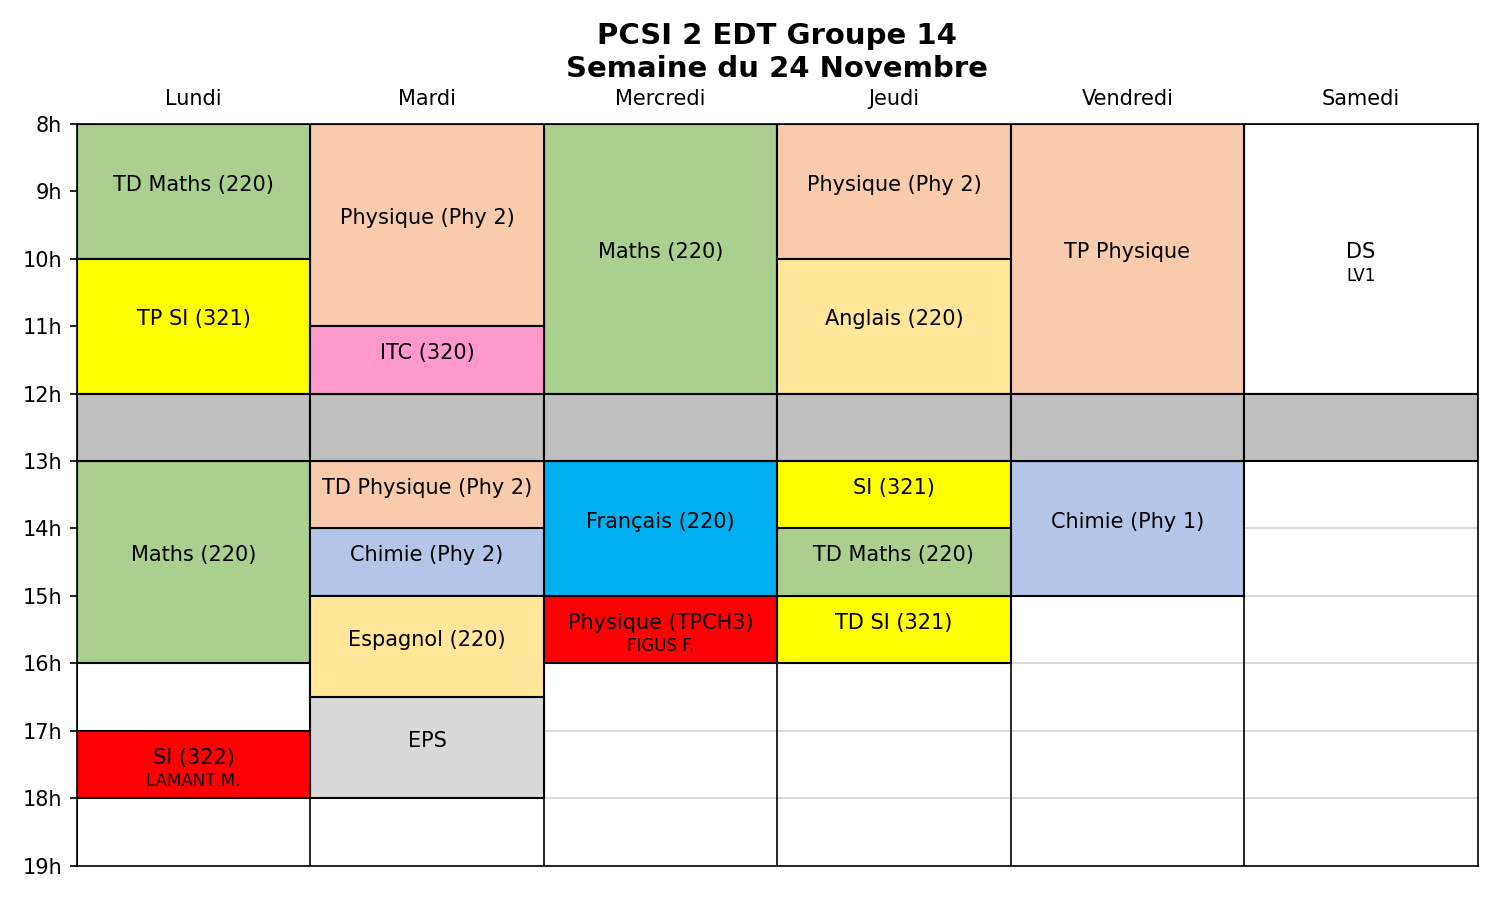 PCSI 2 EDT Groupe 14
Semaine du 24 Novembre
Lundi
Mardi
Mercredi
Jeudi
Vendredi
Samedi
8h
9h
10h
11h
12h
13h
14h
15h
16h
17h
18h
19h
TD Maths (220)
TP SI (321)
Maths (220)
SI (322)
LAMANT M.
Physique (Phy 2)
ITC (320)
TD Physique (Phy 2)
Chimie (Phy 2)
Espagnol (220)
EPS
Maths (220)
Français (220)
Physique (TPCH3)
FIGUS F.
Physique (Phy 2)
Anglais (220)
SI (321)
TD Maths (220)
TD SI (321)
TP Physique
Chimie (Phy 1)
DS
LV1